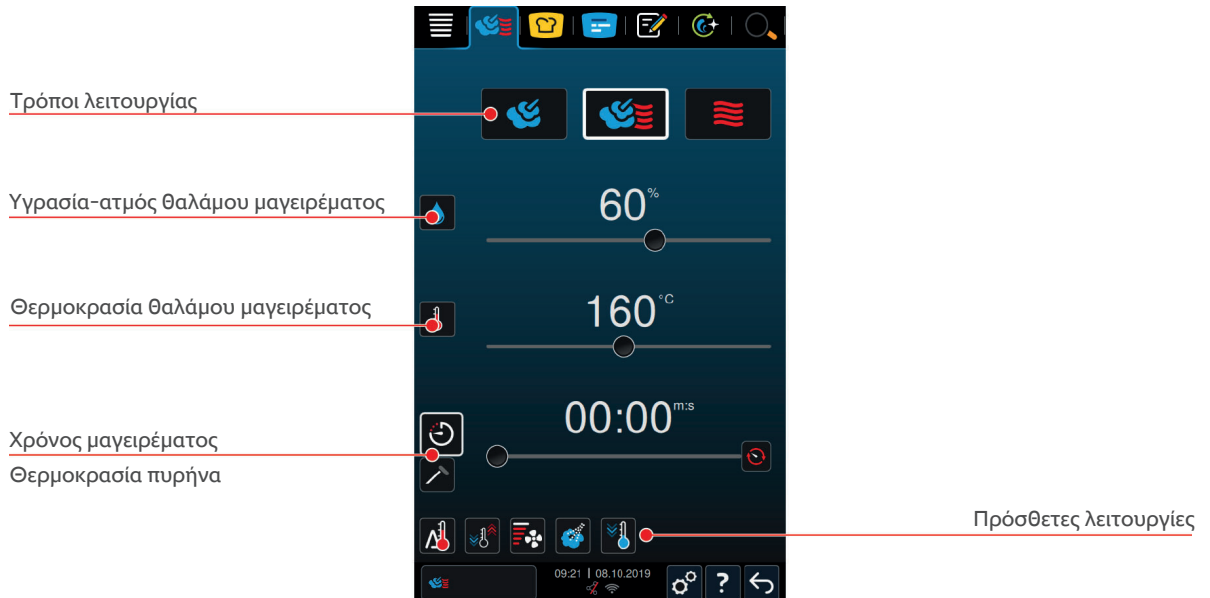 Τρόποι λειτουργίας
Υγρασία-ατμός θαλάμου μαγειρέματος
60%
Θερμοκρασία θαλάμου μαγειρέματος
160°C
00:00 m:s
Χρόνος μαγειρέματος
Θερμοκρασία πυρήνα
Πρόσθετες λειτουργίες
09:21 | 08.10.2019
?